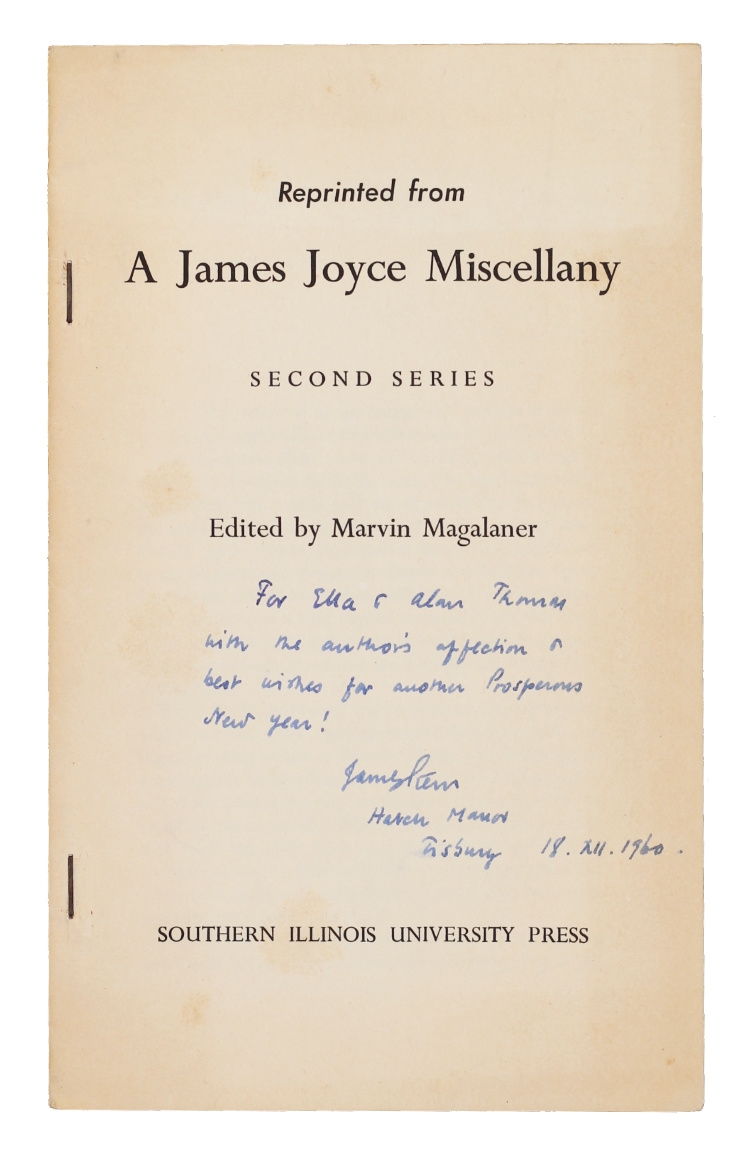 Reprinted from
A James Joyce Miscellany
SECOND SERIES
Edited by Marvin Magalaner
For Ella & Alan Thomas
with the author's affection &
best wishes for another Prosperous
New Year!
James Stern
Hatch Manor
Tisbury 18. XII. 1960.
SOUTHERN ILLINOIS UNIVERSITY PRESS